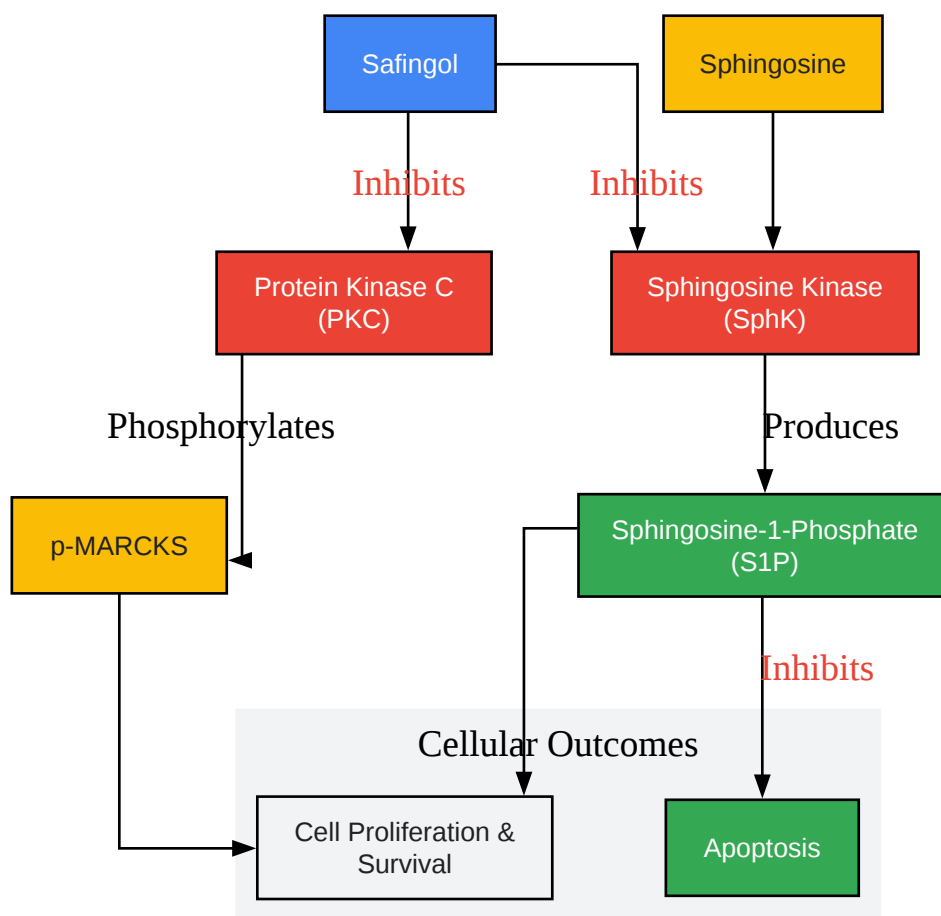 Safingol
Sphingosine
Inhibits
Inhibits
Protein Kinase C
(PKC)
Sphingosine Kinase
(SphK)
Phosphorylates
Produces
p-MARCKS
Sphingosine-1-Phosphate
(S1P)
Inhibits
Cellular Outcomes
Cell Proliferation &
Survival
Apoptosis